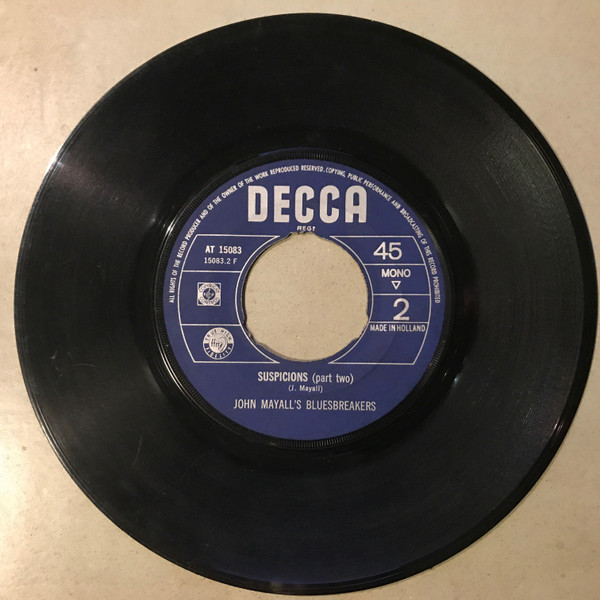 ALL RIGHTS OF THE RECORD PRODUCER AND OF THE OWNER OF THE WORK REPRODUCED RESERVED. COPYING, PUBLIC PERFORMANCE AND BROADCASTING OF THIS RECORD PROHIBITED
DECCA
REGD
AT 15083
15083.2 F
45
MONO
2
MADE IN HOLLAND
SUSPICIONS (part two)
(J. Mayall)
JOHN MAYALL'S BLUESBREAKERS